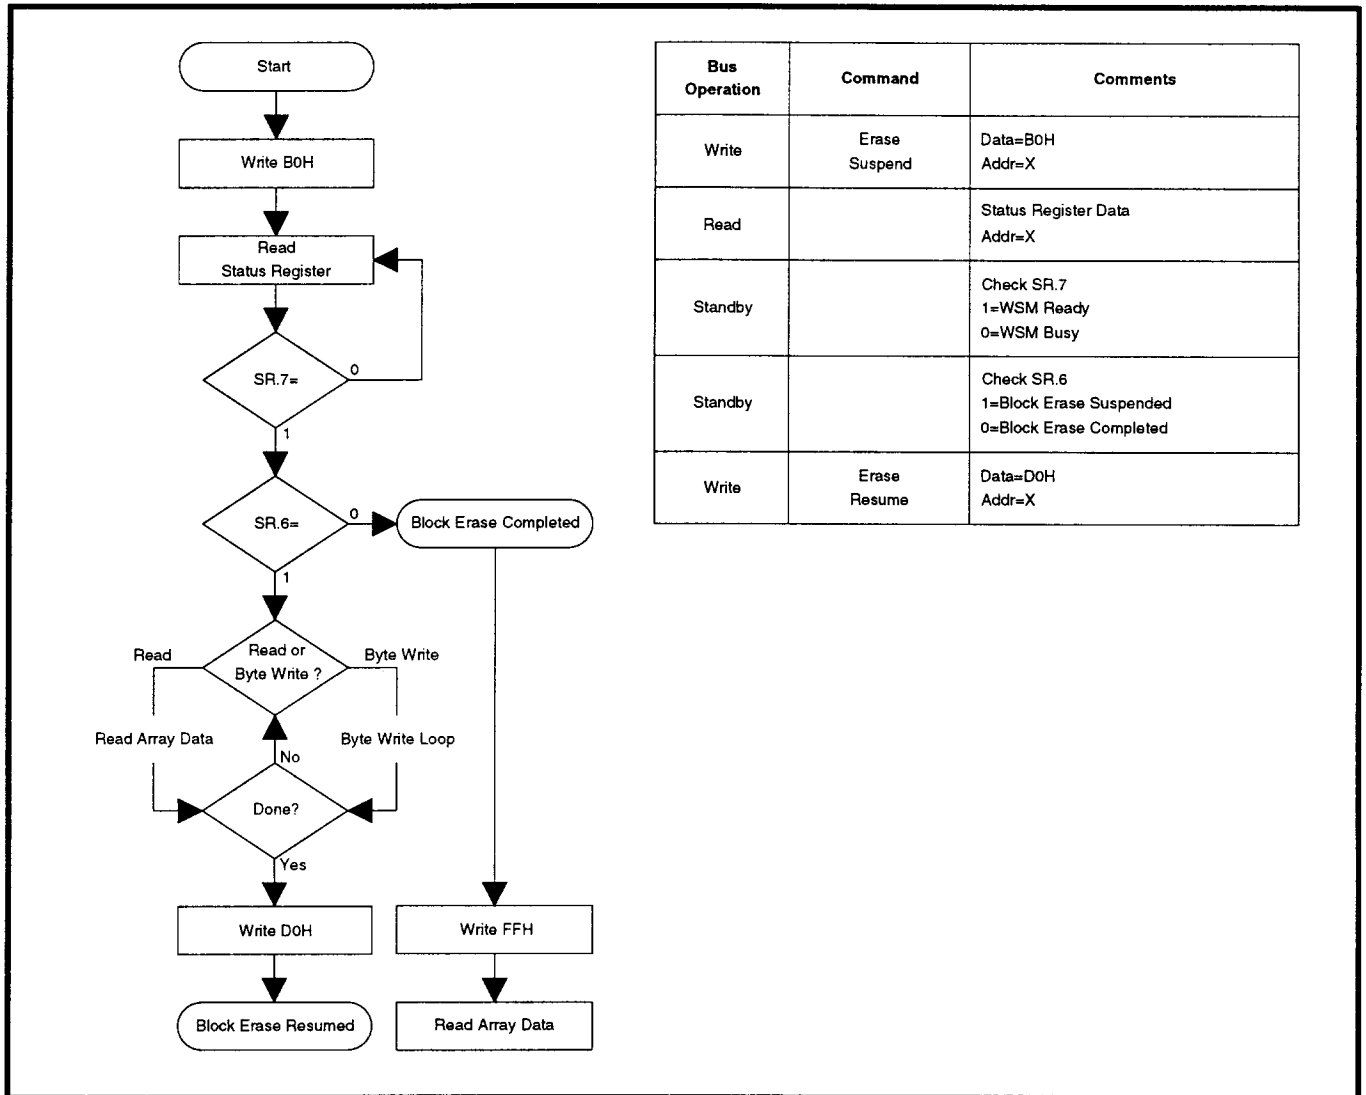 Start
Write B0H
Read
Status Register
SR.7=
0
1
SR.6=
0
Block Erase Completed
1
Read or
Byte Write ?
Read
Byte Write
Read Array Data
Byte Write Loop
No
Done?
Yes
Write D0H
Write FFH
Block Erase Resumed
Read Array Data
Bus
Operation
Command
Comments
Write
Erase
Suspend
Data=B0H
Addr=X
Read
Status Register Data
Addr=X
Standby
Check SR.7
1=WSM Ready
0=WSM Busy
Standby
Check SR.6
1=Block Erase Suspended
0=Block Erase Completed
Write
Erase
Resume
Data=D0H
Addr=X